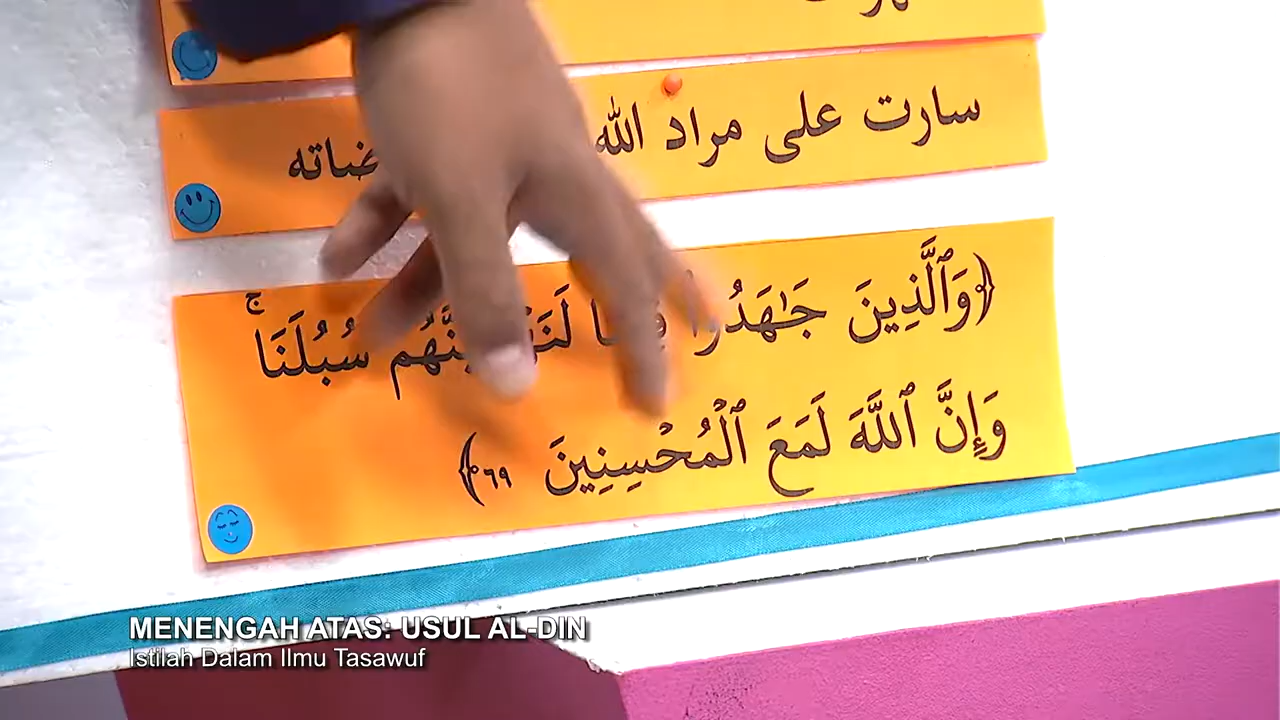 سارت على مراد الله
﴿وَٱلَّذِينَ جَـٰهَدُوا لَنَهۡدِيَنَّهُم سُبُلَنَا ۚ
وَإِنَّ ٱللَّهَ لَمَعَ ٱلۡمُحۡسِنِينَ ٦٩﴾
MENENGAH ATAS: USUL AL-DIN
Istilah Dalam Ilmu Tasawuf